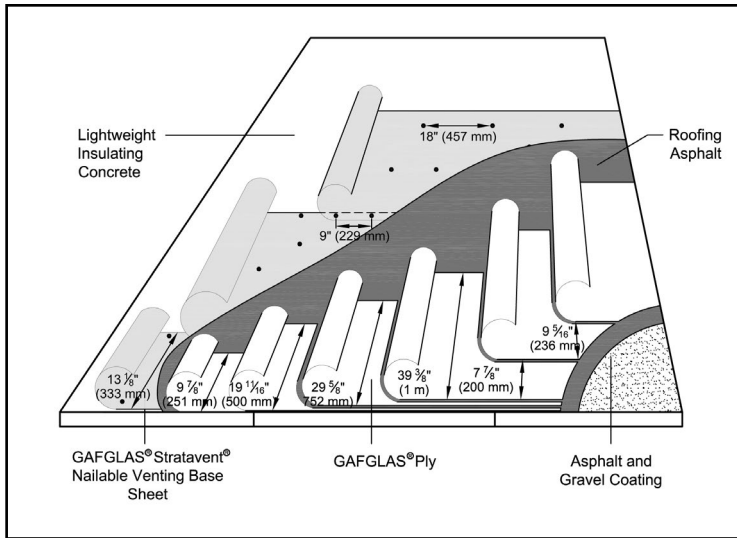 18" (457 mm)
Lightweight
Insulating
Concrete
Roofing
Asphalt
9" (229 mm)
13 ⅛"
(333 mm)
9 ⅞"
(251 mm)
19 ¹¹⁄₁₆"
(500 mm)
29 ⅝"
752 mm)
39 ⅜"
(1 m)
7 ⅞"
(200 mm)
9 ⁵⁄₁₆"
(236 mm)
GAFGLAS® Stratavent®
Nailable Venting Base
Sheet
GAFGLAS® Ply
Asphalt and
Gravel Coating